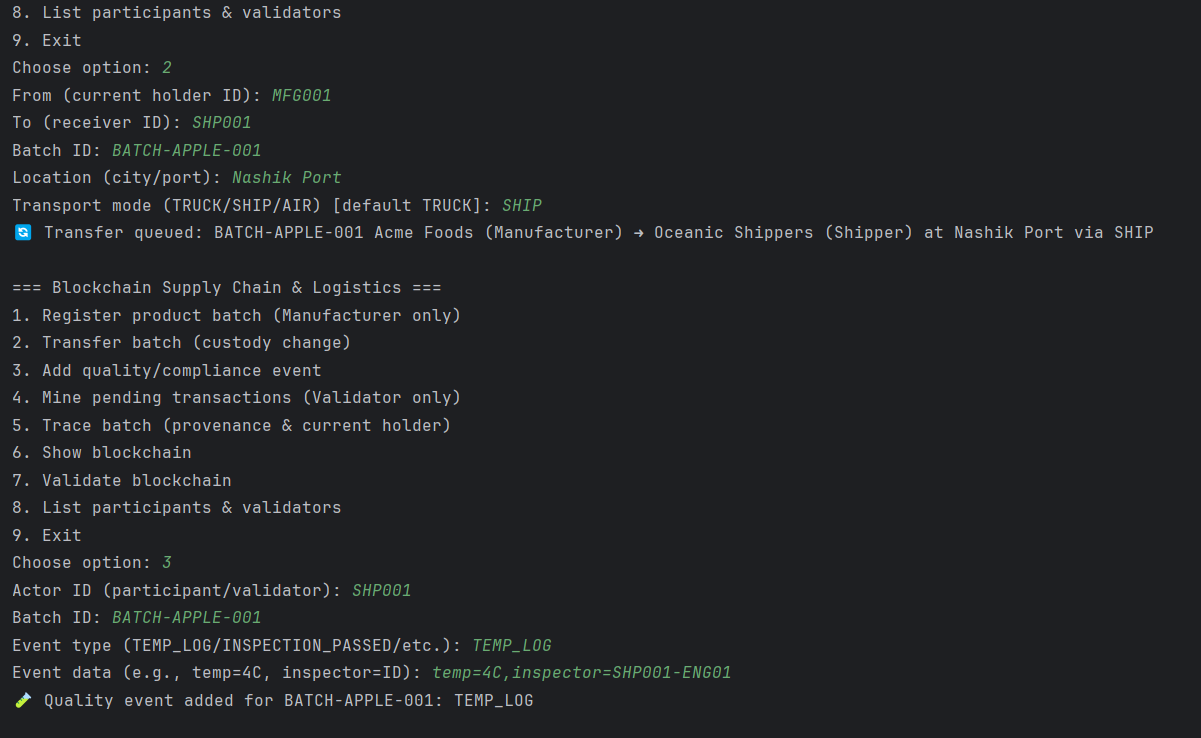 8. List participants & validators
9. Exit
Choose option: 2
From (current holder ID): MFG001
To (receiver ID): SHP001
Batch ID: BATCH-APPLE-001
Location (city/port): Nashik Port
Transport mode (TRUCK/SHIP/AIR) [default TRUCK]: SHIP
🔄 Transfer queued: BATCH-APPLE-001 Acme Foods (Manufacturer) → Oceanic Shippers (Shipper) at Nashik Port via SHIP
=== Blockchain Supply Chain & Logistics ===
1. Register product batch (Manufacturer only)
2. Transfer batch (custody change)
3. Add quality/compliance event
4. Mine pending transactions (Validator only)
5. Trace batch (provenance & current holder)
6. Show blockchain
7. Validate blockchain
8. List participants & validators
9. Exit
Choose option: 3
Actor ID (participant/validator): SHP001
Batch ID: BATCH-APPLE-001
Event type (TEMP_LOG/INSPECTION_PASSED/etc.): TEMP_LOG
Event data (e.g., temp=4C, inspector=ID): temp=4C,inspector=SHP001-ENG01
🧪 Quality event added for BATCH-APPLE-001: TEMP_LOG